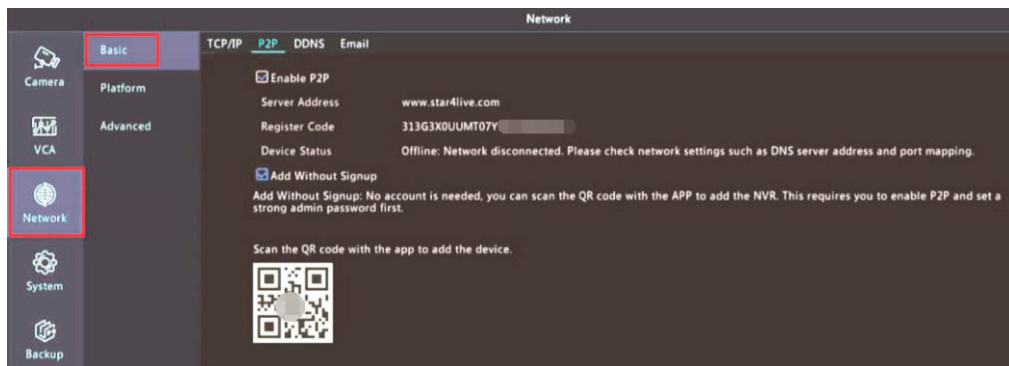 Network
Camera
VCA
Network
System
Backup
Basic
Platform
Advanced
TCP/IP P2P DDNS Email
Enable P2P
Server Address www.star4live.com
Register Code 313G3X0UUMT07Y
Device Status Offline: Network disconnected. Please check network settings such as DNS server address and port mapping.
Add Without Signup
Add Without Signup: No account is needed, you can scan the QR code with the APP to add the NVR. This requires you to enable P2P and set a
strong admin password first.
Scan the QR code with the app to add the device.